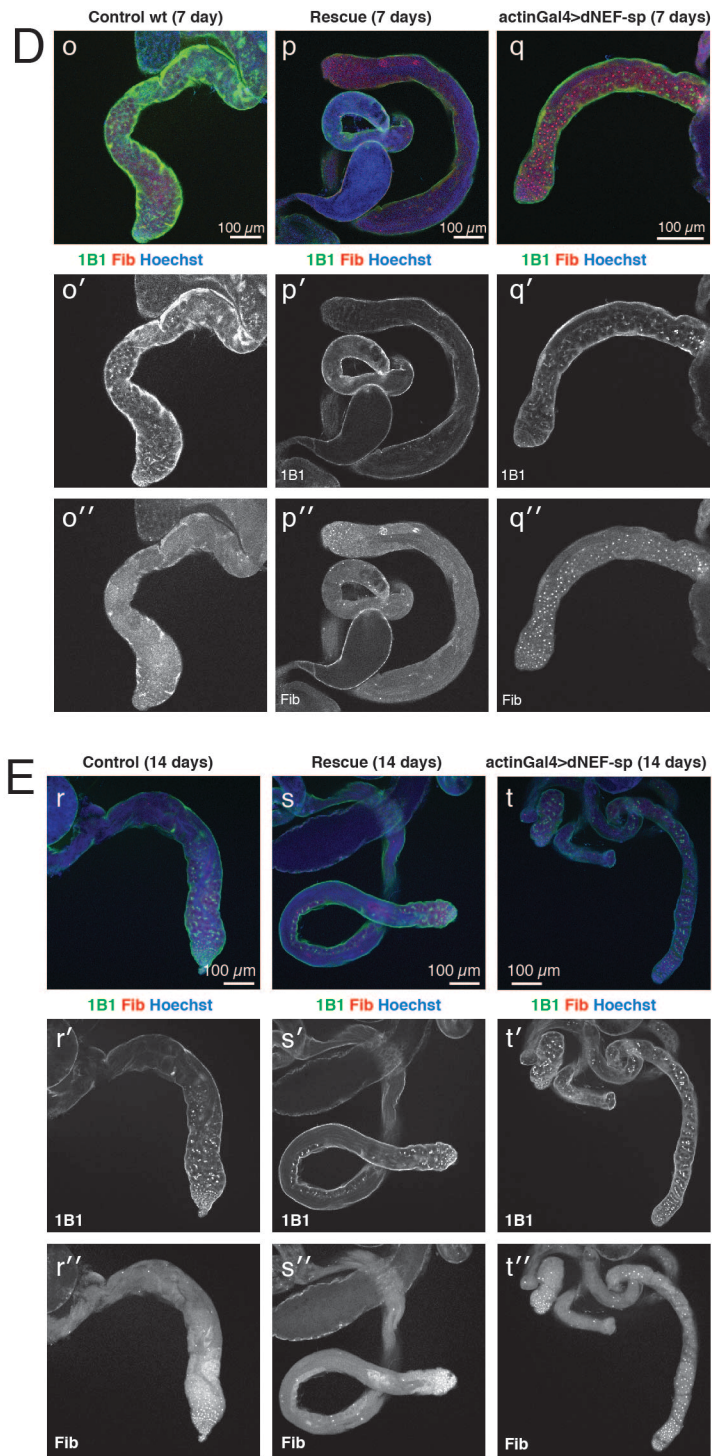 D
Control wt (7 day) Rescue (7 days) actinGal4>dNEF-sp (7 days)
o p q
100 µm 100 µm 100 µm
1B1 Fib Hoechst 1B1 Fib Hoechst 1B1 Fib Hoechst
o′ p′ q′
1B1 1B1
o′′ p′′ q′′
Fib Fib
E
Control (14 days) Rescue (14 days) actinGal4>dNEF-sp (14 days)
r s t
100 µm 100 µm 100 µm
1B1 Fib Hoechst 1B1 Fib Hoechst 1B1 Fib Hoechst
r′ s′ t′
1B1 1B1 1B1
r′′ s′′ t′′
Fib Fib Fib